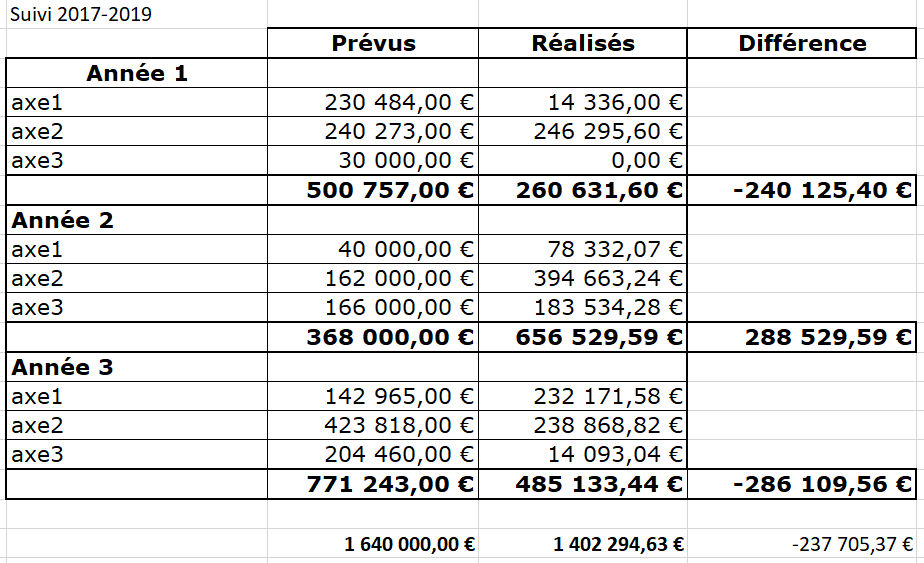 Suivi 2017-2019
Prévus Réalisés Différence
Année 1
axe1 230 484,00 € 14 336,00 €
axe2 240 273,00 € 246 295,60 €
axe3 30 000,00 € 0,00 €
500 757,00 € 260 631,60 € -240 125,40 €
Année 2
axe1 40 000,00 € 78 332,07 €
axe2 162 000,00 € 394 663,24 €
axe3 166 000,00 € 183 534,28 €
368 000,00 € 656 529,59 € 288 529,59 €
Année 3
axe1 142 965,00 € 232 171,58 €
axe2 423 818,00 € 238 868,82 €
axe3 204 460,00 € 14 093,04 €
771 243,00 € 485 133,44 € -286 109,56 €
1 640 000,00 € 1 402 294,63 € -237 705,37 €